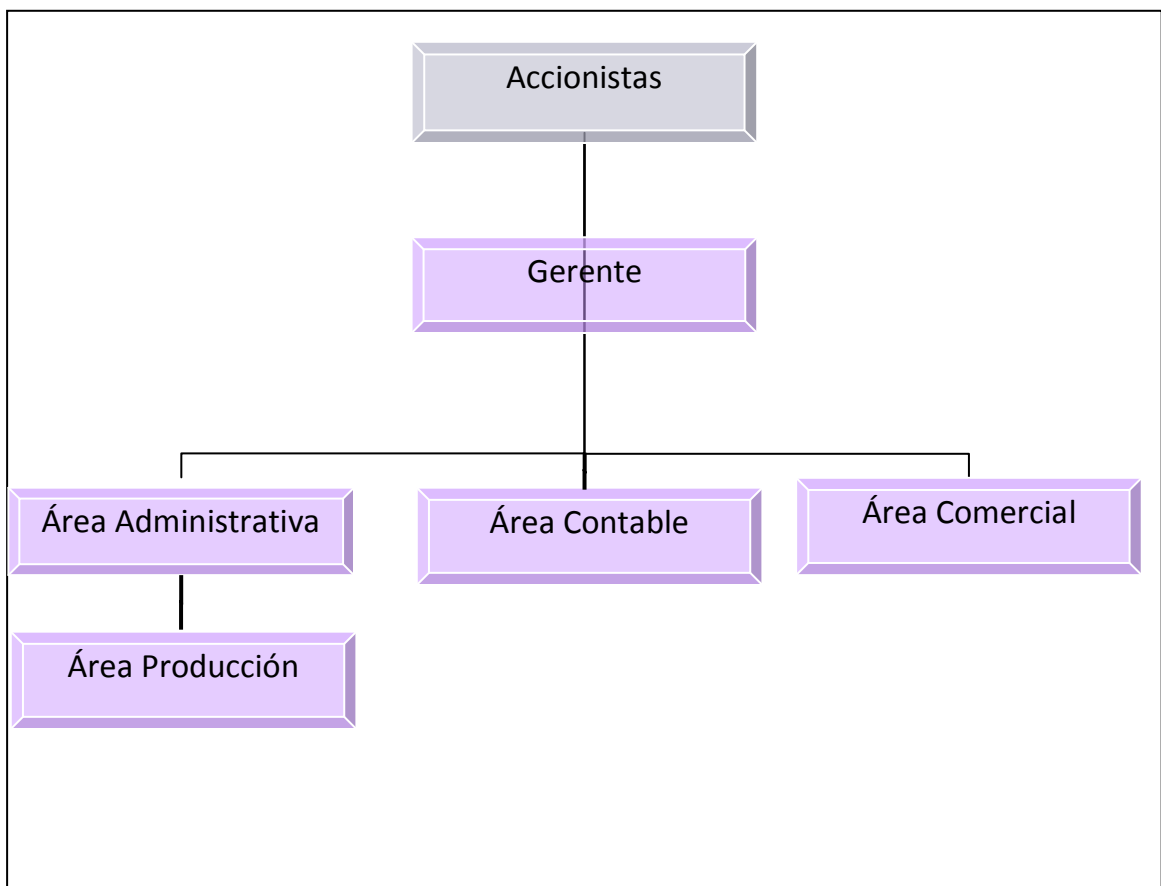 Accionistas
Gerente
Área Administrativa
Área Contable
Área Comercial
Área Producción